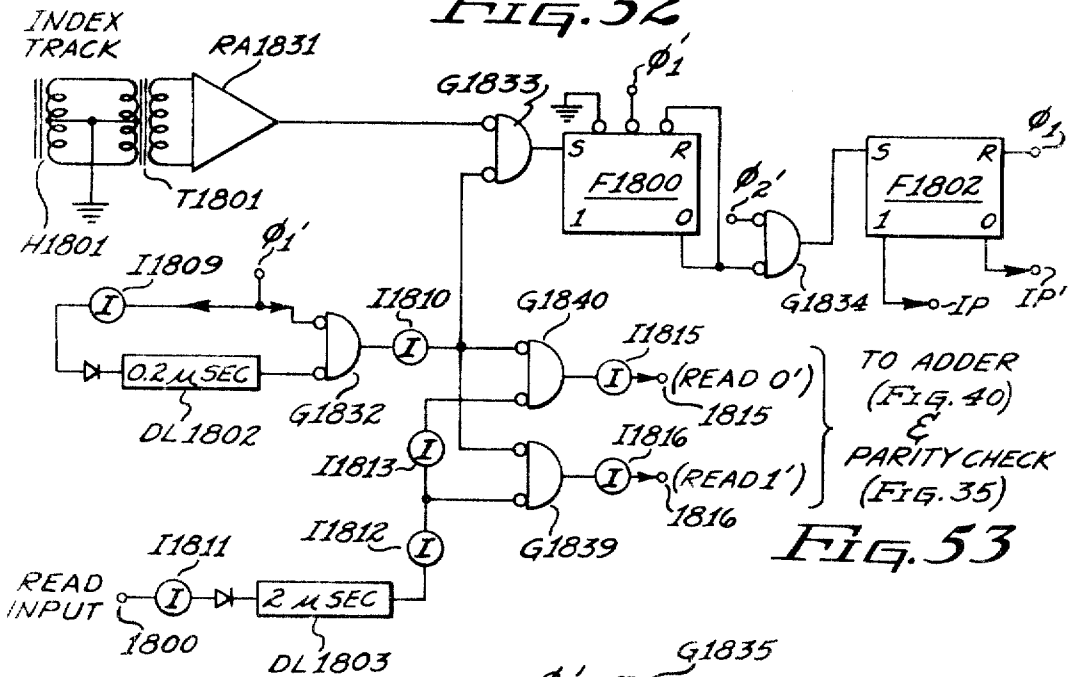 FIG. 52
INDEX
TRACK
RA1831
G1833
ϕ1'
S
R
F1800
1
0
ϕ2'
G1834
S
R
F1802
1
0
ϕ1
IP
IP'
H1801
T1801
ϕ1'
I1809
I
0.2 μ SEC
DL1802
G1832
I1810
I
G1840
I1815
I
(READ 0')
1815
I1813
I
G1839
I1816
I
(READ 1')
1816
TO ADDER
(FIG. 40)
&
PARITY CHECK
(FIG. 35)
FIG. 53
I1812
I
I1811
I
READ
INPUT
1800
2 μ SEC
DL1803
G1835